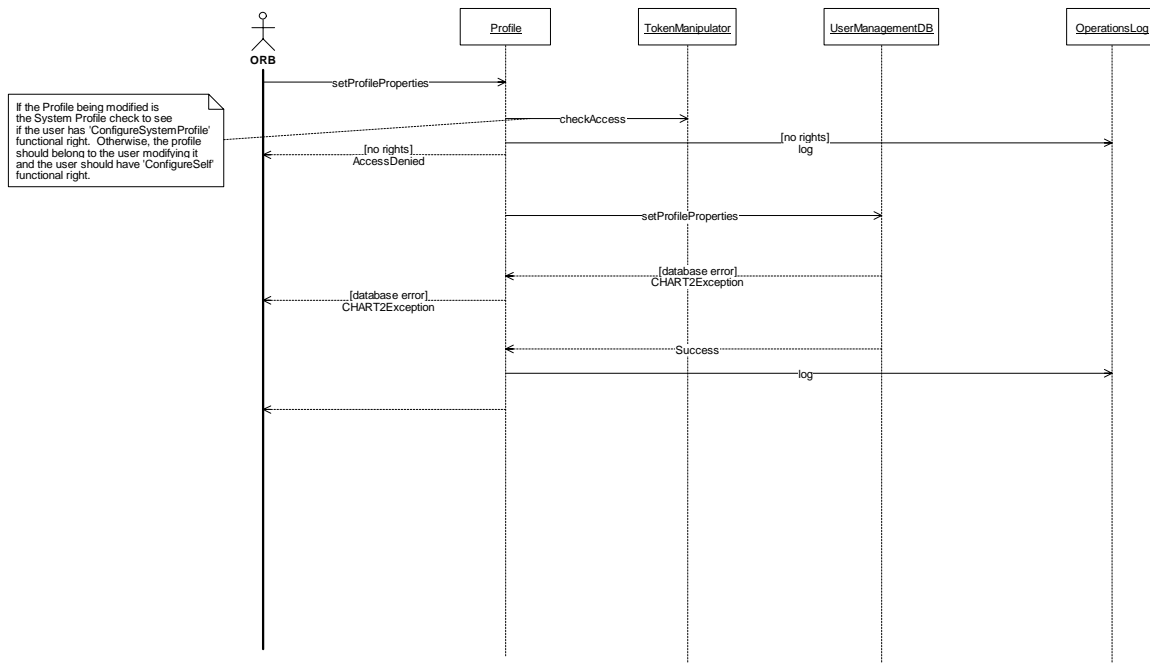 Profile
TokenManipulator
UserManagementDB
OperationsLog
ORB
setProfileProperties
If the Profile being modified is
the System Profile check to see
if the user has 'ConfigureSystemProfile'
functional right. Otherwise, the profile
should belong to the user modifying it
and the user should have 'ConfigureSelf'
functional right.
checkAccess
[no rights]
log
[no rights]
AccessDenied
setProfileProperties
[database error]
CHART2Exception
[database error]
CHART2Exception
Success
log